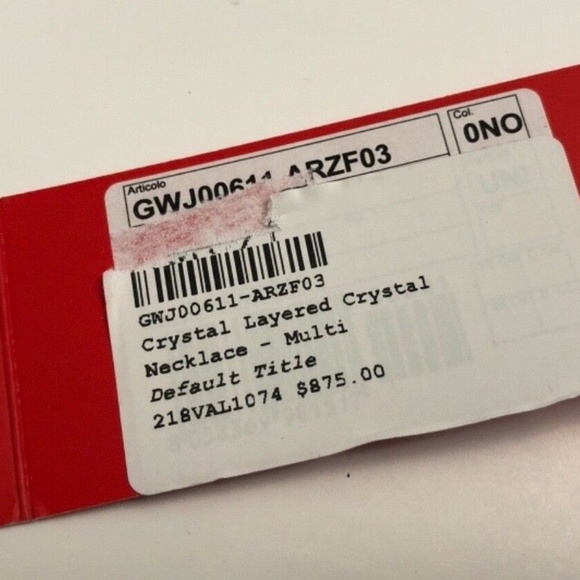 Articolo
Col.
GWJ00611-ARZF03
0NO
GWJ00611-ARZF03
Crystal Layered Crystal
Necklace - Multi
Default Title
218VAL1074 $875.00